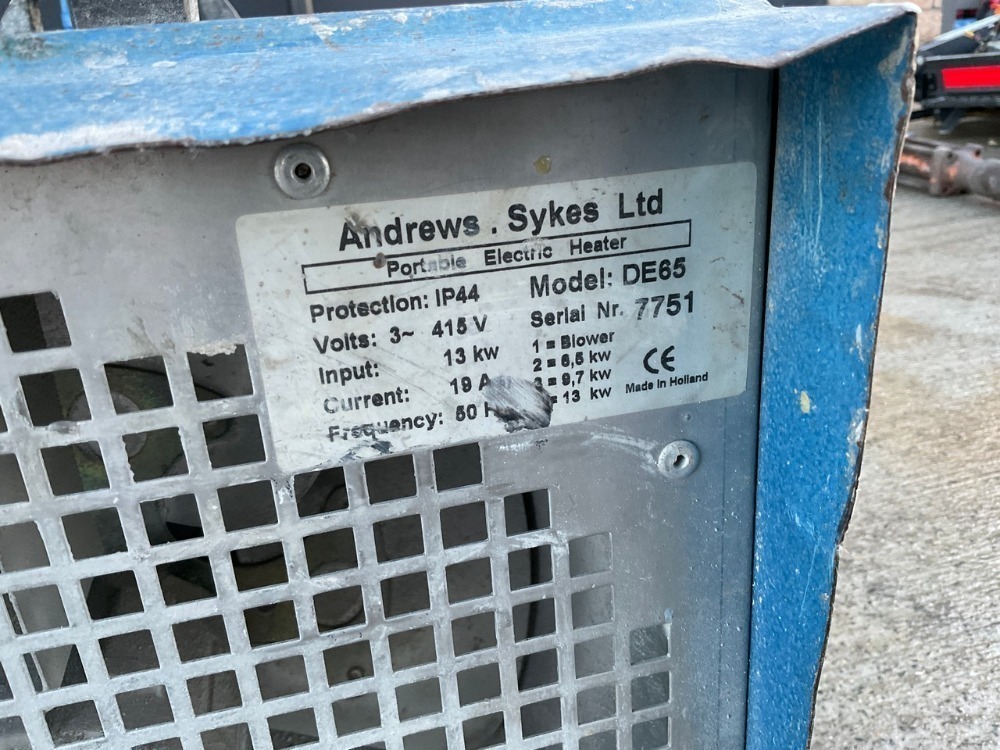 Andrews . Sykes Ltd
Portable Electric Heater
Protection: IP44 Model: DE65
Volts: 3~ 415 V Serial Nr. 7751
Input: 13 kw 1 = Blower
Current: 19 A 2 = 6,5 kw
Frequency: 50 3 = 9,7 kw
= 13 kw
CE
Made in Holland